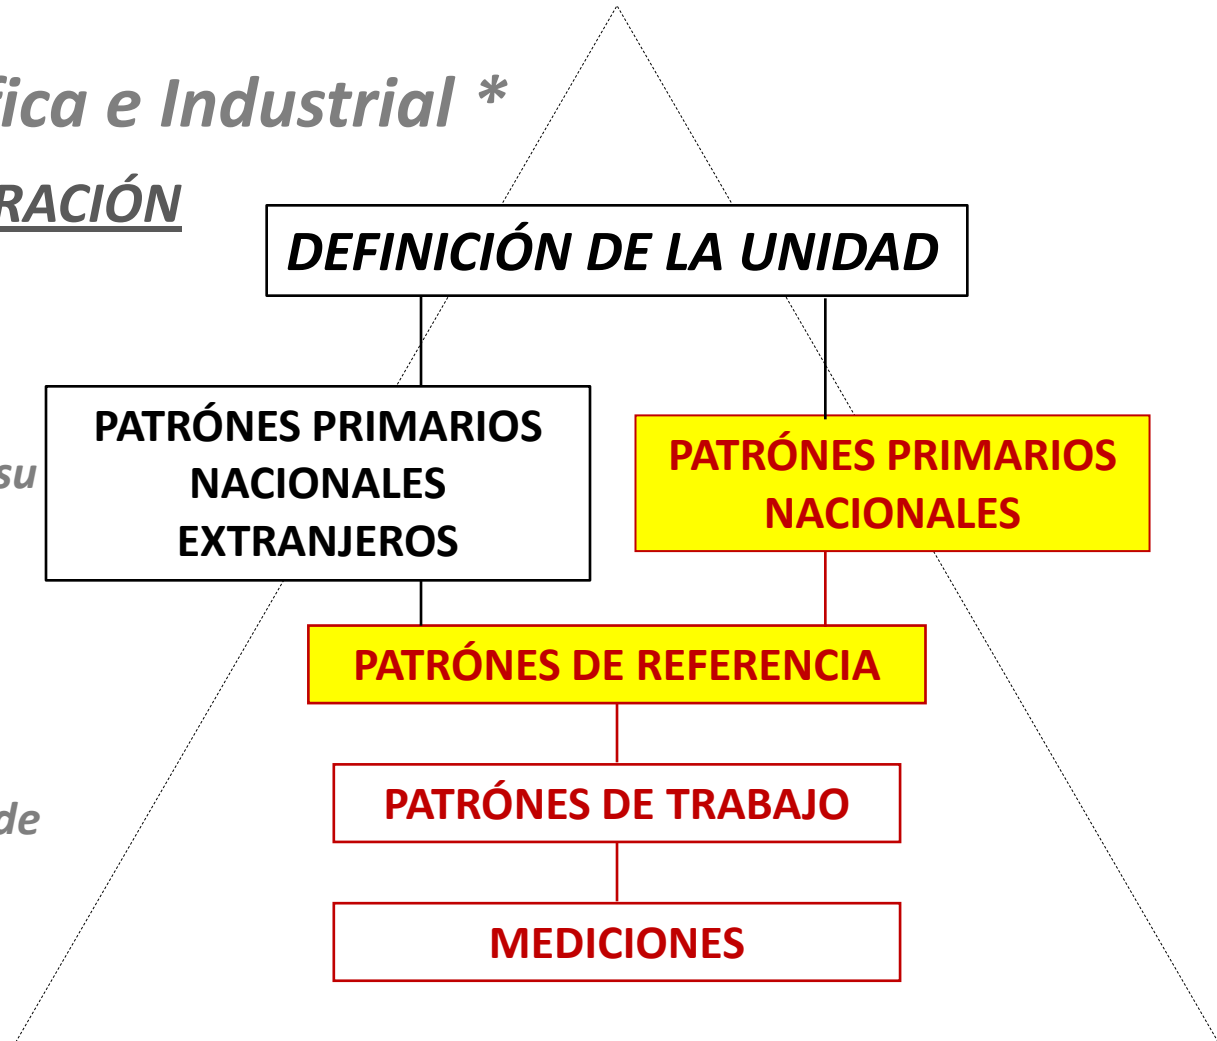 fica e Industrial *
RACIÓN
DEFINICIÓN DE LA UNIDAD
PATRÓNES PRIMARIOS
NACIONALES
EXTRANJEROS
PATRÓNES PRIMARIOS
NACIONALES
su
PATRÓNES DE REFERENCIA
PATRÓNES DE TRABAJO
de
MEDICIONES